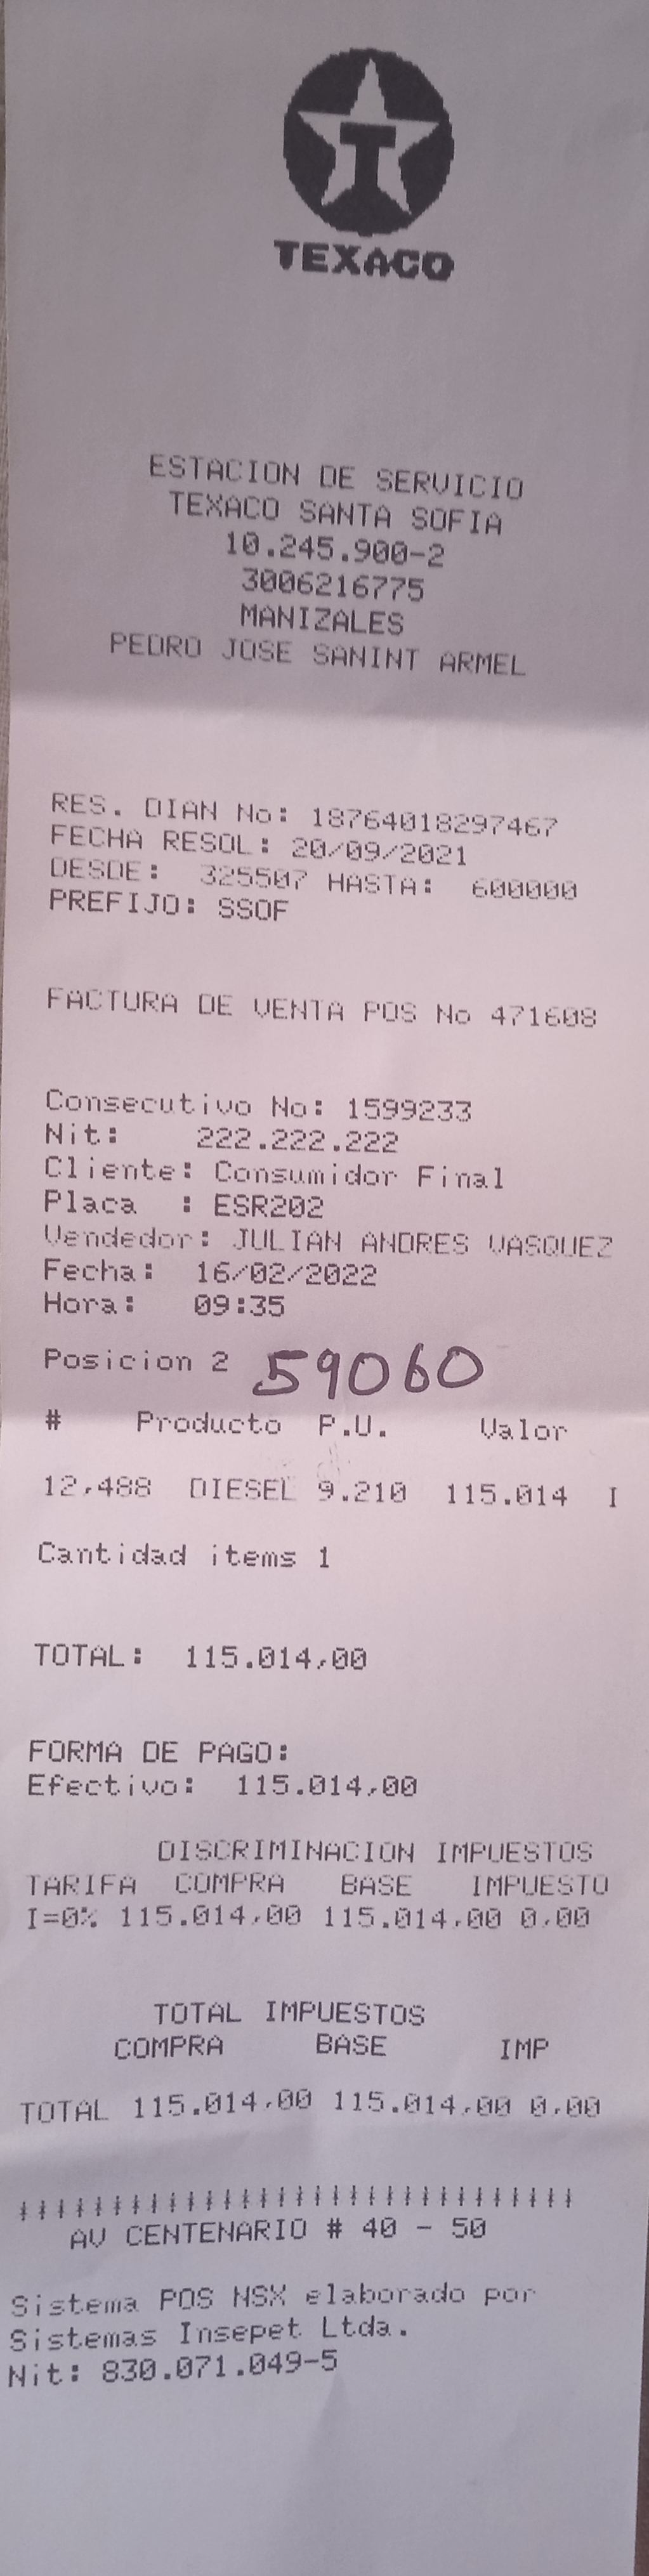 TEXACO
ESTACION DE SERVICIO
TEXACO SANTA SOFIA
10.245.900-2
3006216775
MANIZALES
PEDRO JOSE SANINT ARMEL
RES. DIAN No: 18764018297467
FECHA RESOL: 20/09/2021
DESDE: 325507 HASTA: 600000
PREFIJO: SSOF
FACTURA DE VENTA POS No 471608
Consecutivo No: 1599233
Nit: 222.222.222
Cliente: Consumidor Final
Placa : ESR202
Vendedor: JULIAN ANDRES VASQUEZ
Fecha: 16/02/2022
Hora: 09:35
Posicion 2 59060
# Producto P.U. Valor
12,488 DIESEL 9.210 115.014 I
Cantidad items 1
TOTAL: 115.014,00
FORMA DE PAGO:
Efectivo: 115.014,00
DISCRIMINACION IMPUESTOS
TARIFA COMPRA BASE IMPUESTO
I=0% 115.014,00 115.014,00 0,00
TOTAL IMPUESTOS
COMPRA BASE IMP
TOTAL 115.014,00 115.014,00 0,00
AV CENTENARIO # 40 - 50
Sistema POS NSX elaborado por
Sistemas Insepet Ltda.
Nit: 830.071.049-5